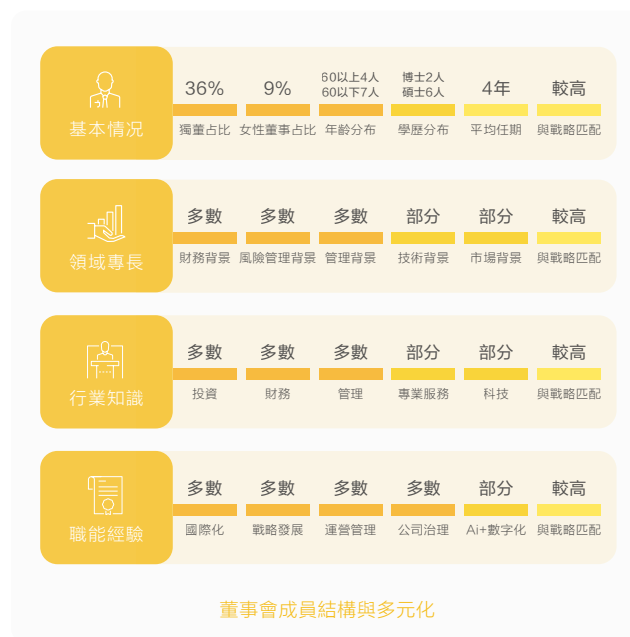 基本情況
36% 9% 60以上4人 博士2人 4年 較高
60以下7人 碩士6人
獨董占比 女性董事占比 年齡分布 學歷分布 平均任期 與戰略匹配
領域專長
多數 多數 多數 部分 部分 較高
財務背景 風險管理背景 管理背景 技術背景 市場背景 與戰略匹配
行業知識
多數 多數 多數 部分 部分 較高
投資 財務 管理 專業服務 科技 與戰略匹配
職能經驗
多數 多數 多數 多數 部分 較高
國際化 戰略發展 運營管理 公司治理 Ai+數字化 與戰略匹配
董事會成員結構與多元化